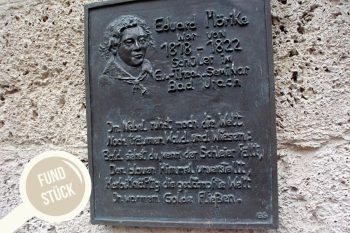 Eduard Mörike
war von
1818 - 1822
Schüler im
Evang.-theol. Seminar
Bad Urach
Im Nebel ruhet noch die Welt
Noch träumen Wald und Wiesen:
Bald siehst du, wenn der Schleier fällt,
Den blauen Himmel unverstellt,
Herbstkräftig die gedämpfte Welt
In warmem Golde fließen.
FUND
STÜCK